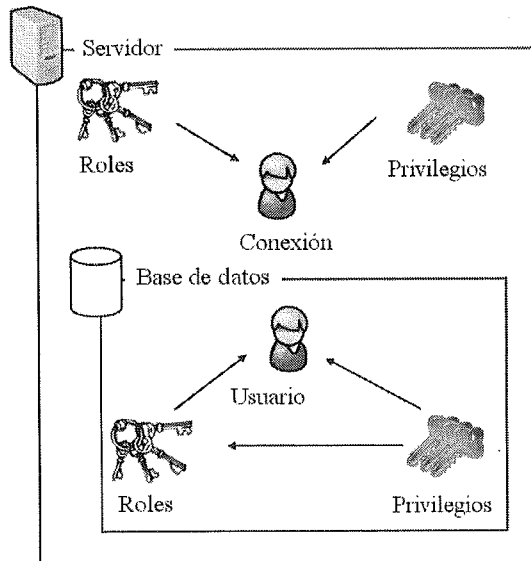 Servidor
Roles
Privilegios
Conexión
Base de datos
Usuario
Roles
Privilegios